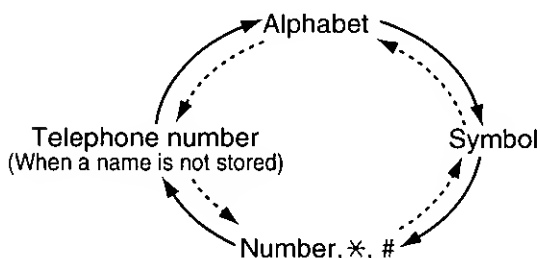 Alphabet
Telephone number
(When a name is not stored)
Symbol
Number, ✳, #